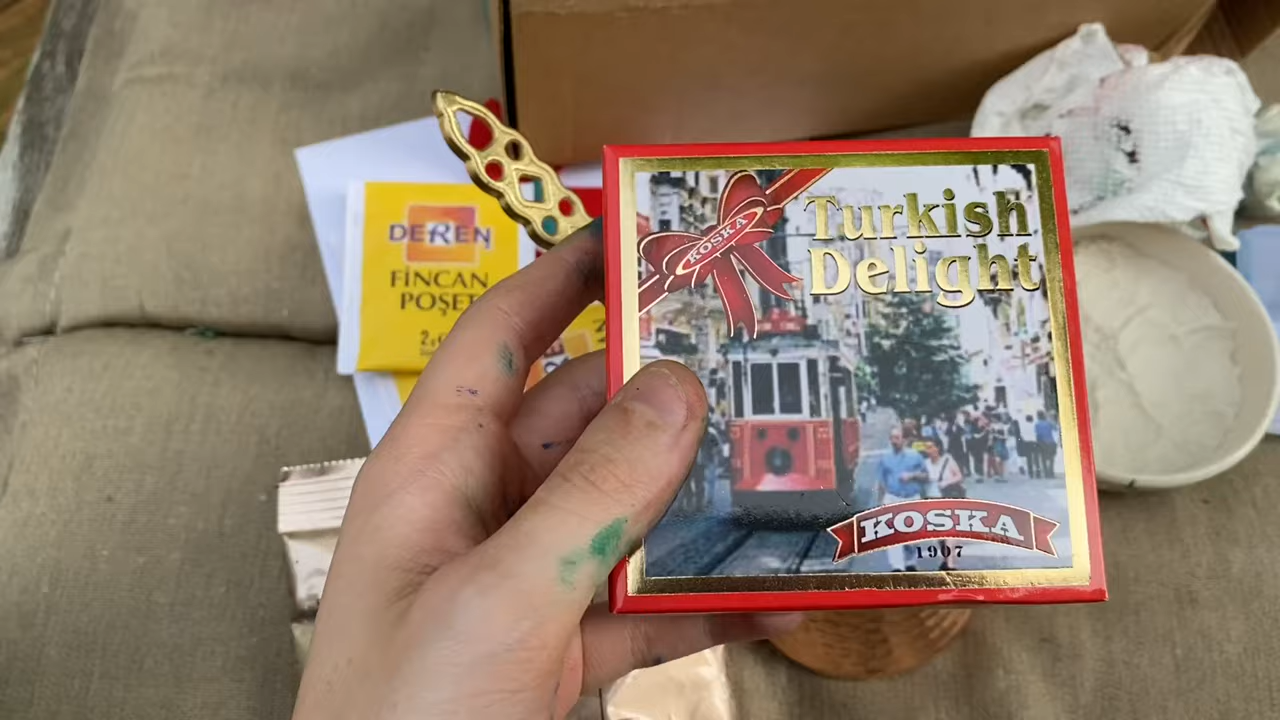 DEREN
FİNCAN
POŞET
KOSKA
Turkish
Delight
KOSKA
1907